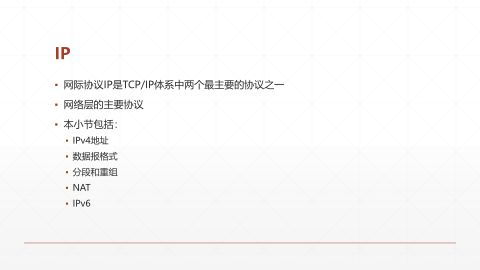 IP
网际协议IP是TCP/IP体系中两个最主要的协议之一
网络层的主要协议
本小节包括：
IPv4地址
数据报格式
分段和重组
NAT
IPv6